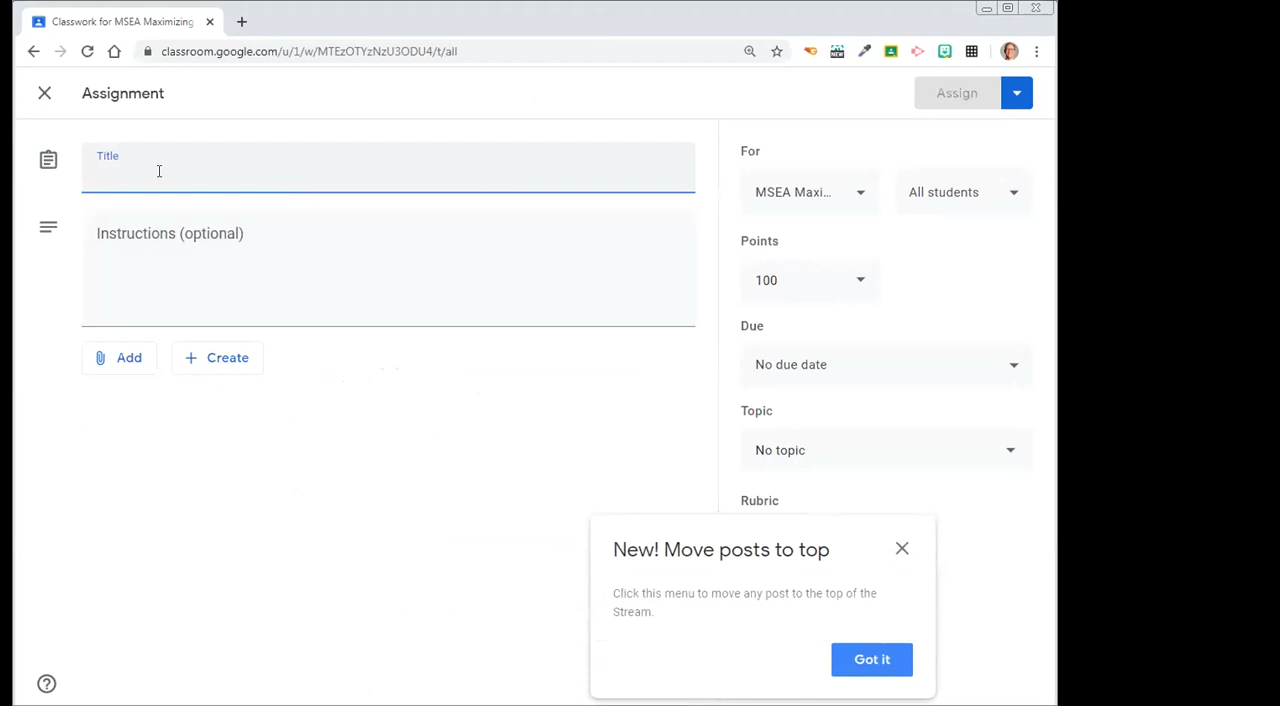 Classwork for MSEA Maximizing
classroom.google.com/u/1/w/MTEzOTYzNzU3ODU4/t/all
Assignment
Assign
Title
Instructions (optional)
Add
Create
For
MSEA Maxi...
All students
Points
100
Due
No due date
Topic
No topic
Rubric
New! Move posts to top
Click this menu to move any post to the top of the
Stream.
Got it